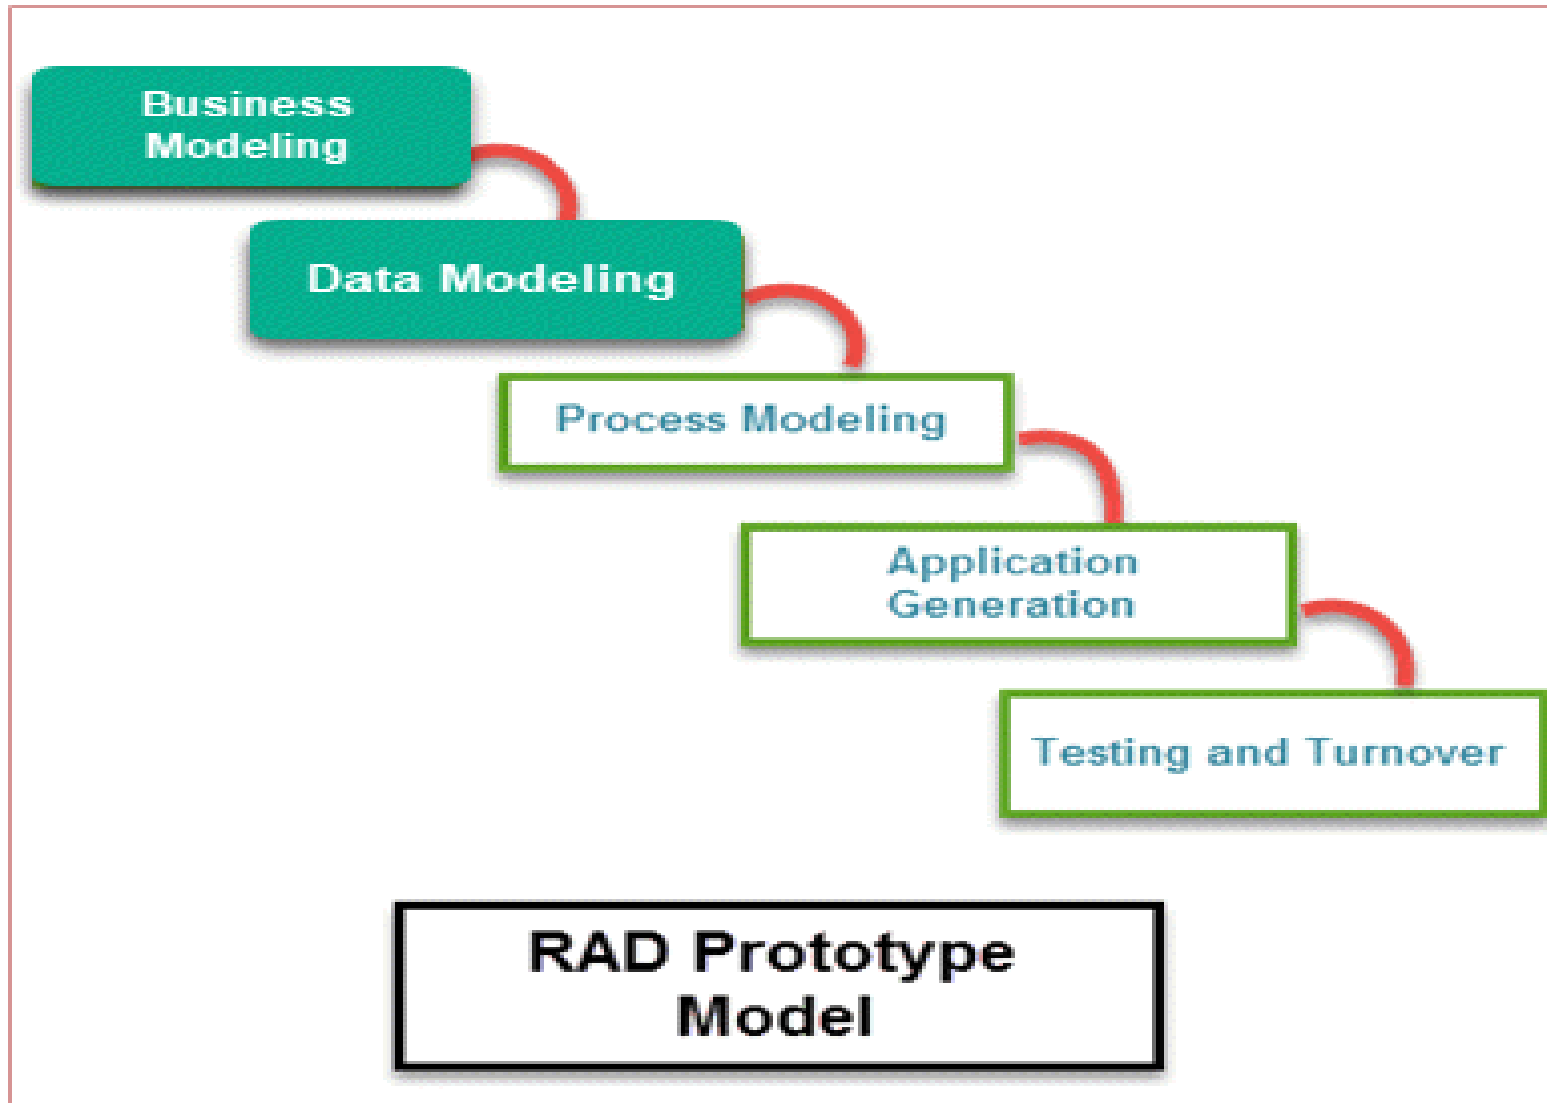 Business
Modeling
Data Modeling
Process Modeling
Application
Generation
Testing and Turnover
RAD Prototype
Model